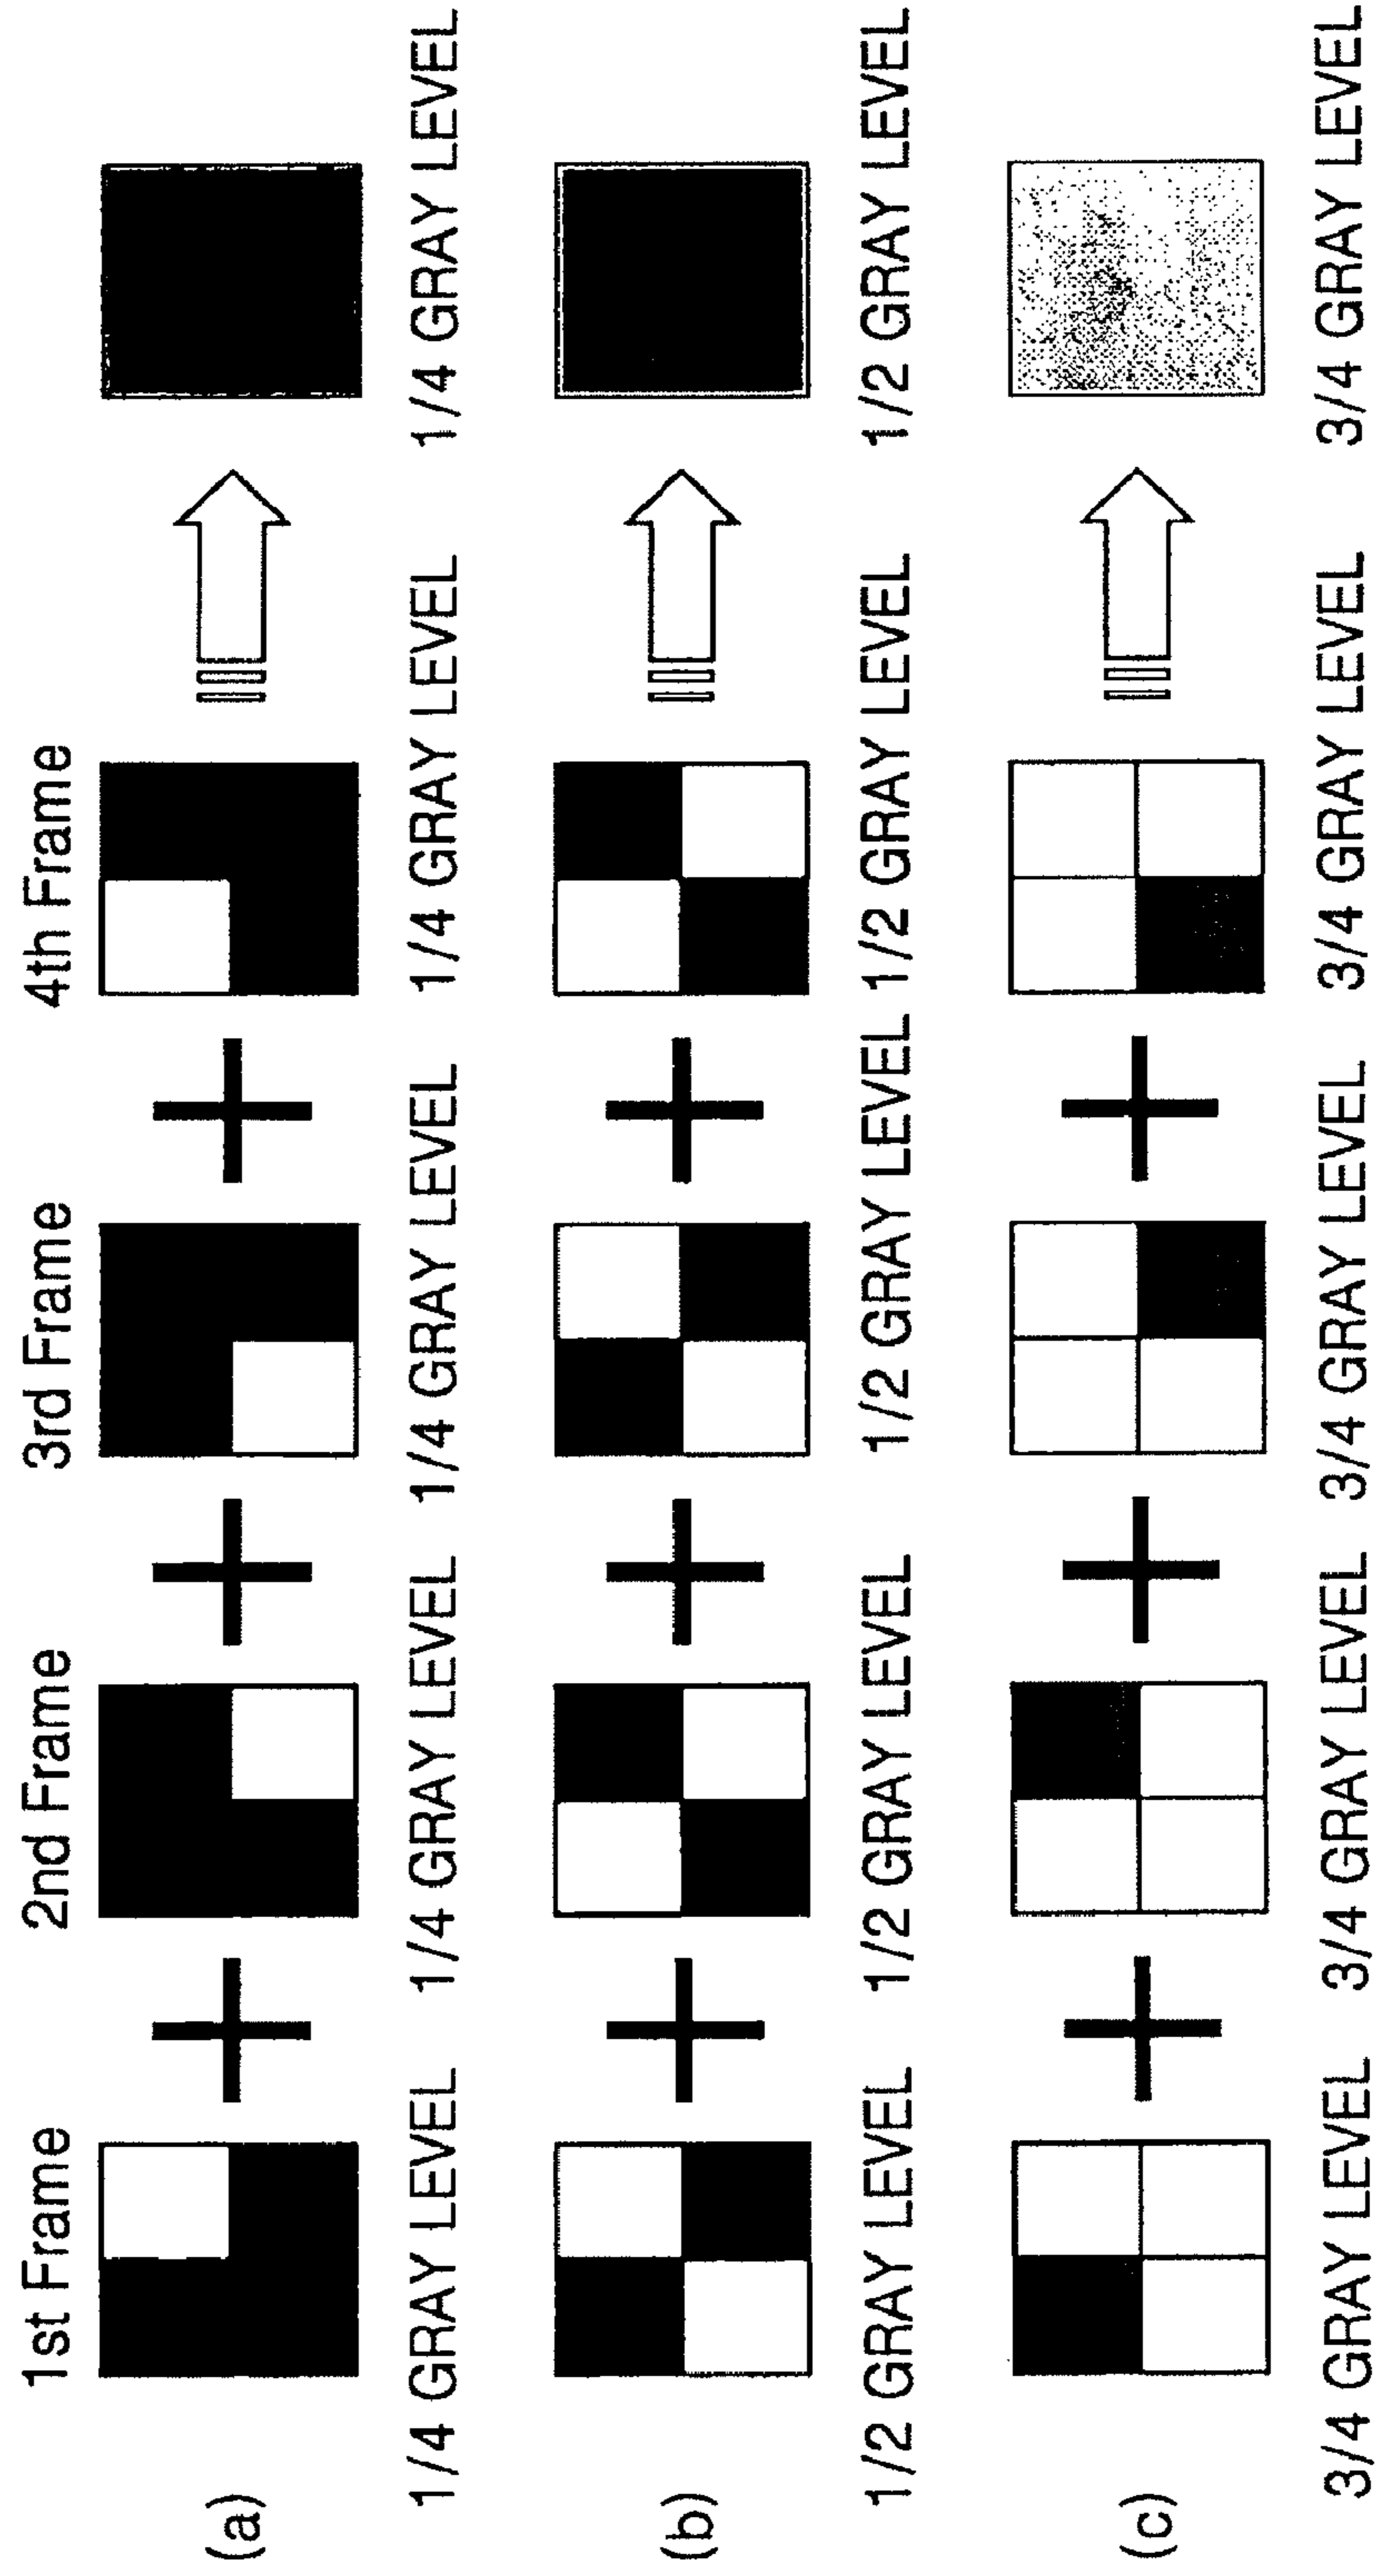 1st Frame 2nd Frame 3rd Frame 4th Frame
(a)
1/4 GRAY LEVEL 1/4 GRAY LEVEL 1/4 GRAY LEVEL 1/4 GRAY LEVEL 1/4 GRAY LEVEL
(b)
1/2 GRAY LEVEL 1/2 GRAY LEVEL 1/2 GRAY LEVEL 1/2 GRAY LEVEL 1/2 GRAY LEVEL
(c)
3/4 GRAY LEVEL 3/4 GRAY LEVEL 3/4 GRAY LEVEL 3/4 GRAY LEVEL 3/4 GRAY LEVEL